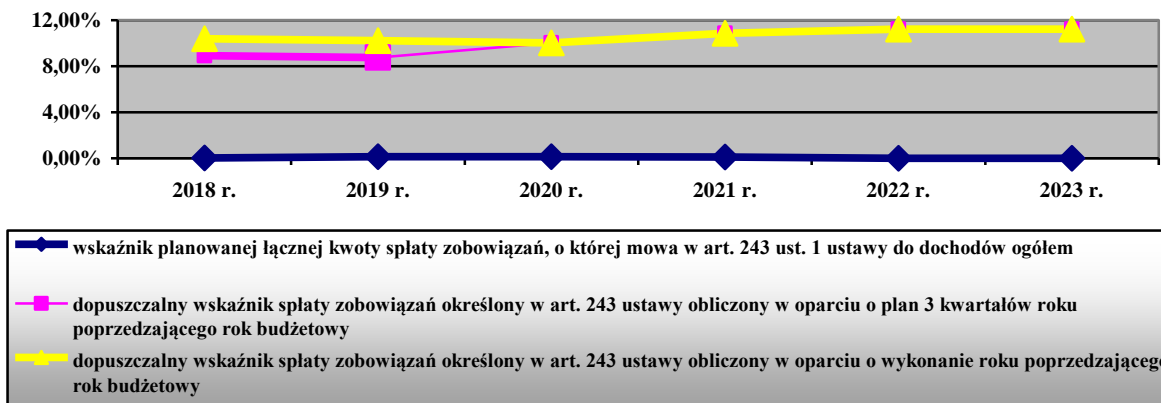 12,00%
8,00%
4,00%
0,00%
2018 r. 2019 r. 2020 r. 2021 r. 2022 r. 2023 r.
wskaźnik planowanej łącznej kwoty spłaty zobowiązań, o której mowa w art. 243 ust. 1 ustawy do dochodów ogółem
dopuszczalny wskaźnik spłaty zobowiązań określony w art. 243 ustawy obliczony w oparciu o plan 3 kwartałów roku
poprzedzającego rok budżetowy
dopuszczalny wskaźnik spłaty zobowiązań określony w art. 243 ustawy obliczony w oparciu o wykonanie roku poprzedzającego
rok budżetowy